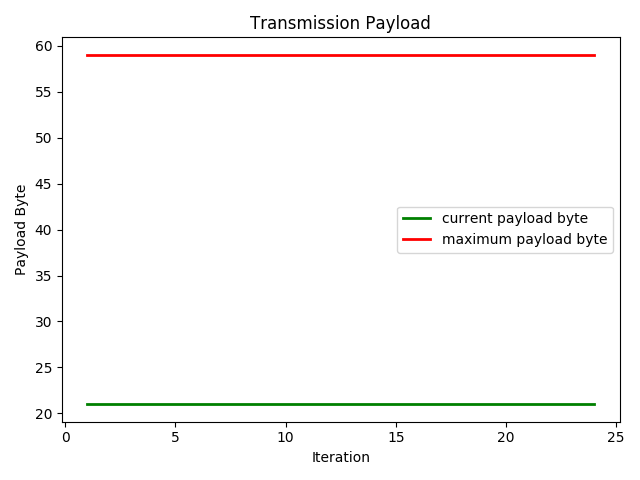 Transmission Payload
60
55
50
45
40
35
30
25
20
Payload Byte
current payload byte
maximum payload byte
0 5 10 15 20 25
Iteration